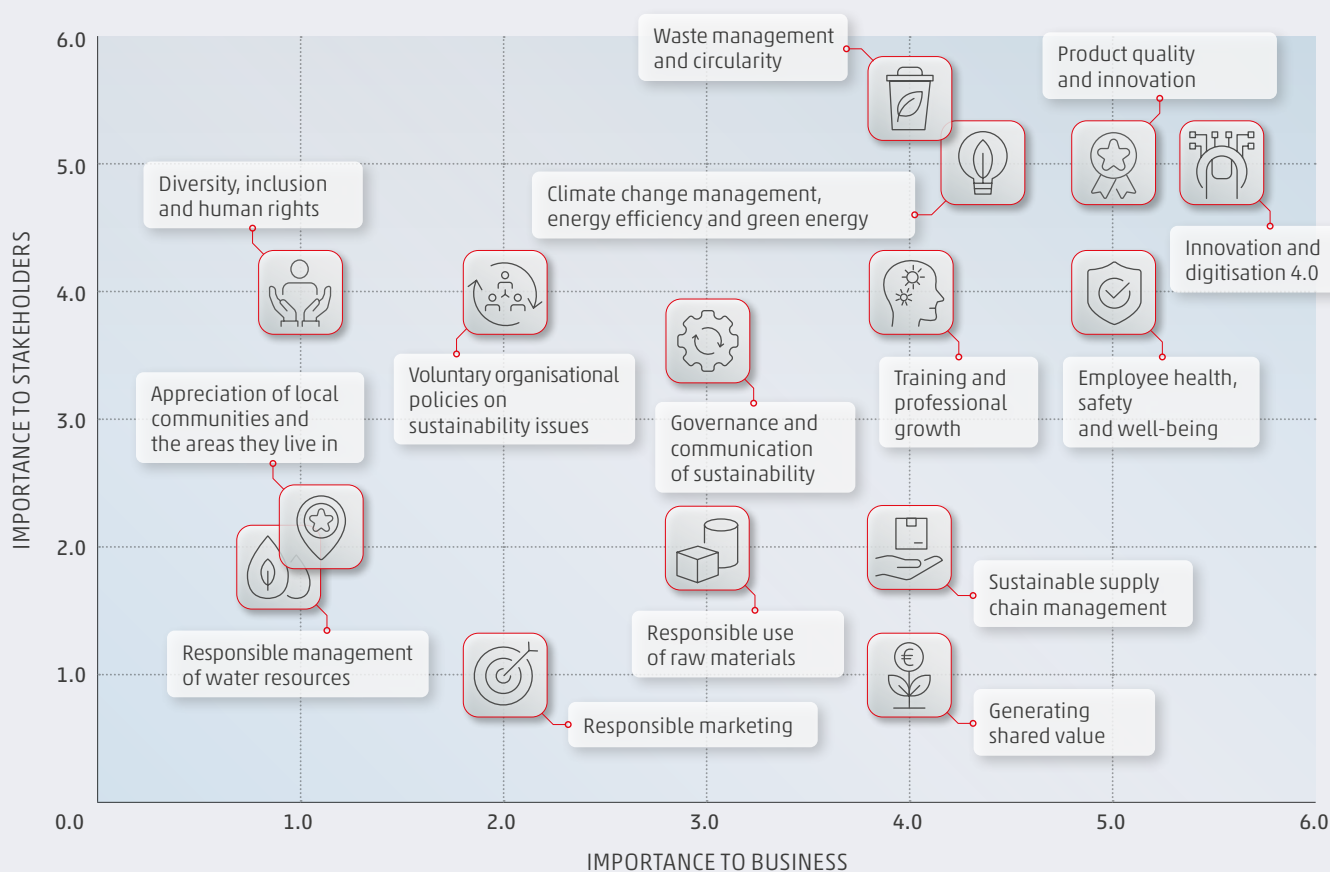 6.0
5.0
4.0
3.0
2.0
1.0
0.0
1.0
2.0
3.0
4.0
5.0
6.0
IMPORTANCE TO STAKEHOLDERS
IMPORTANCE TO BUSINESS
Waste management
and circularity
Product quality
and innovation
Diversity, inclusion
and human rights
Climate change management,
energy efficiency and green energy
Innovation and
digitisation 4.0
Appreciation of local
communities and
the areas they live in
Voluntary organisational
policies on
sustainability issues
Governance and
communication
of sustainability
Training and
professional
growth
Employee health,
safety
and well-being
Responsible management
of water resources
Responsible use
of raw materials
Sustainable supply
chain management
Responsible marketing
€
Generating
shared value